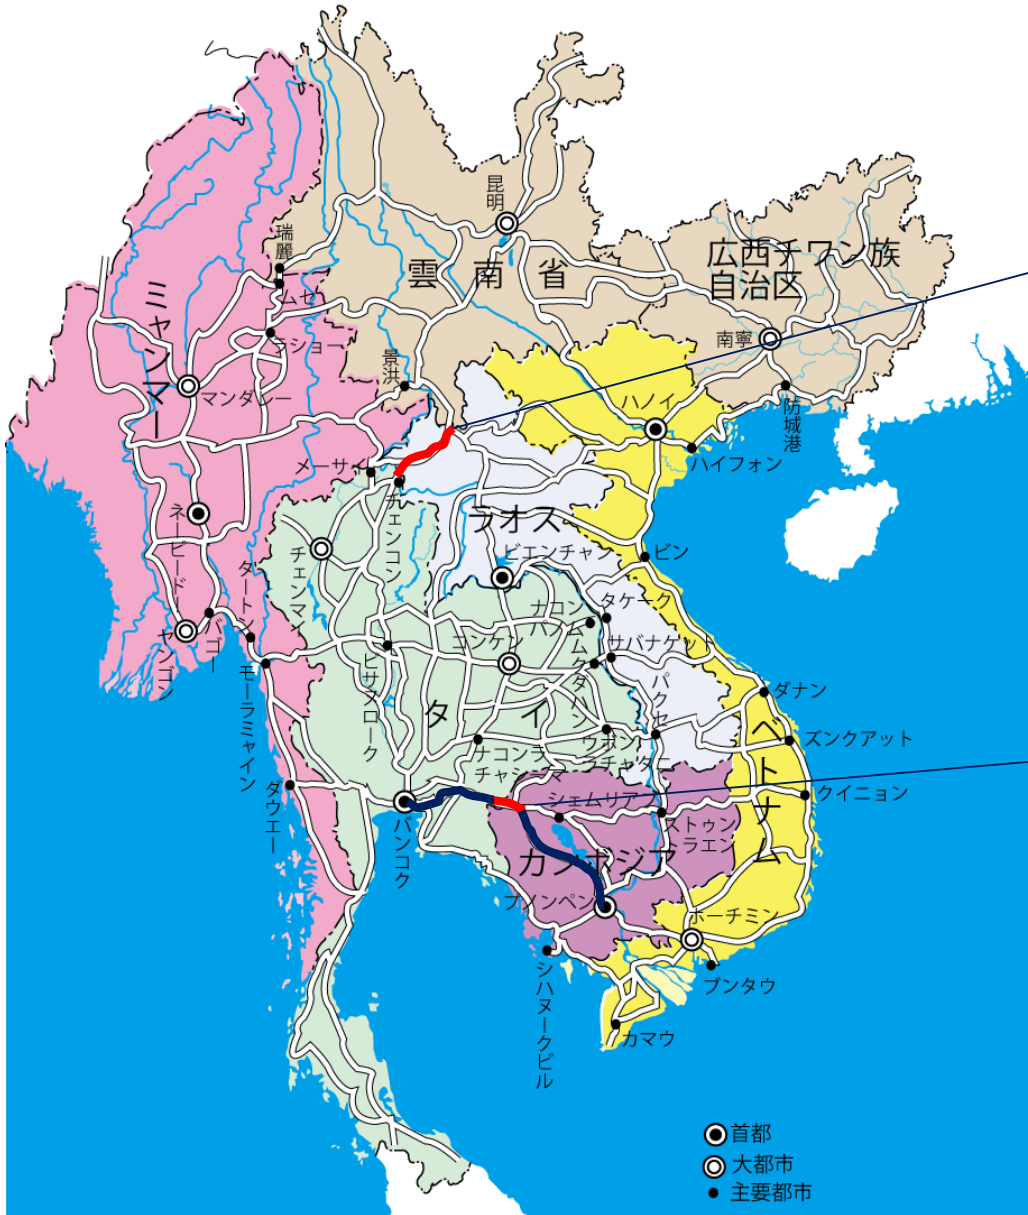 昆明
瑞麗
雲南省
広西チワン族
自治区
ムセ
ミャンマー
ラショー
南寧
景洪
マンダレー
ハノイ
防城港
ハイフォン
メーサイ
チェンコン
ネーピードー
ラオス
チェンマイ
ビエンチャン
ビン
タートン
バゴー
ヤンゴン
ナコン
パノム
タケーク
コンケン
サバナケット
ムクダハン
ピサヌローク
モーラミャイン
パクセ
ダナン
タイ
ベトナム
ズンクアット
ナコンラ
チャシーマ
ウボン
ラチャタニ
ダウエー
シェムリアプ
クイニョン
バンコク
ストゥン
ラエン
カンボジア
プノンペン
ホーチミン
シハヌークビル
ブンタウ
カマウ
首都
大都市
主要都市